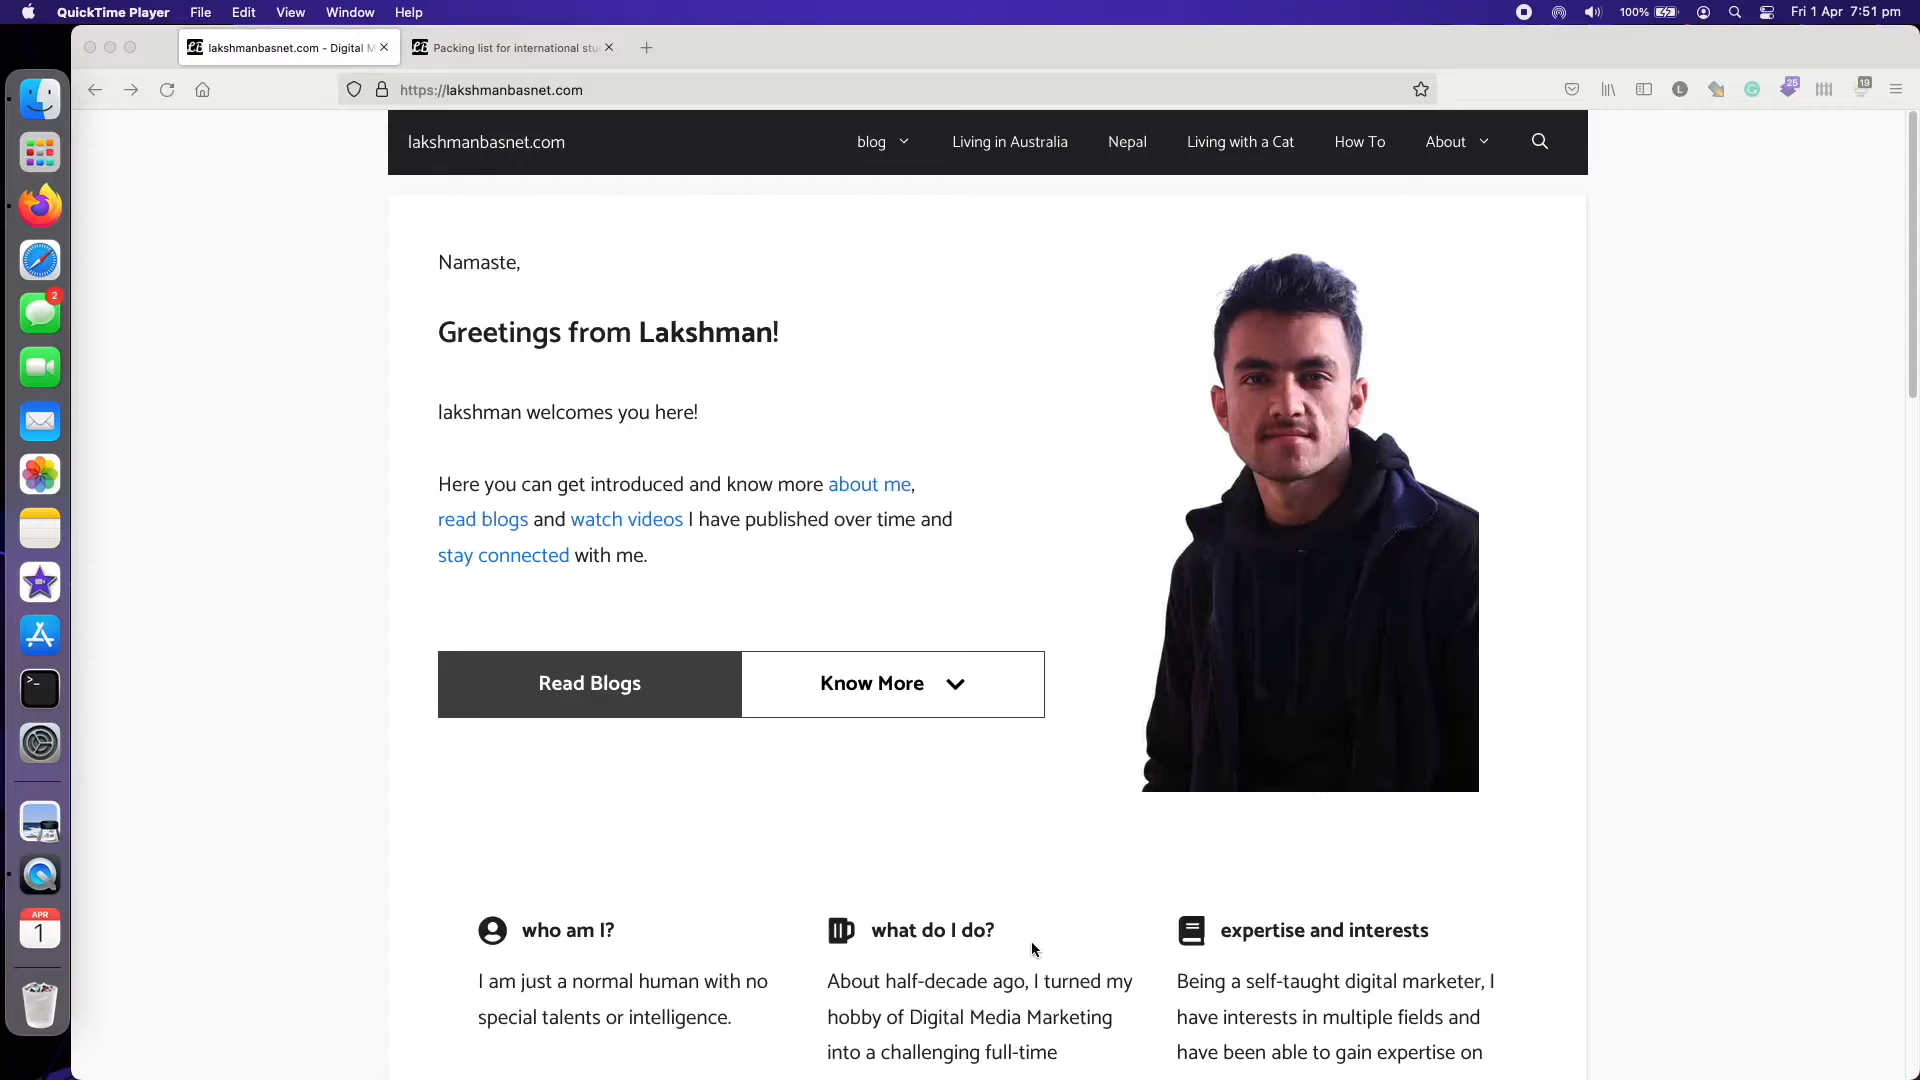 QuickTime Player File Edit View Window Help
100% Fri 1 Apr 7:51 pm
lakshmanbasnet.com - Digital M
Packing list for international stu
https://lakshmanbasnet.com
L
25
19
lakshmanbasnet.com
blog
Living in Australia
Nepal
Living with a Cat
How To
About
Namaste,
Greetings from Lakshman!
lakshman welcomes you here!
Here you can get introduced and know more about me,
read blogs and watch videos I have published over time and
stay connected with me.
Read Blogs
Know More
who am I?
I am just a normal human with no
special talents or intelligence.
what do I do?
About half-decade ago, I turned my
hobby of Digital Media Marketing
into a challenging full-time
expertise and interests
Being a self-taught digital marketer, I
have interests in multiple fields and
have been able to gain expertise on
2
APR
1